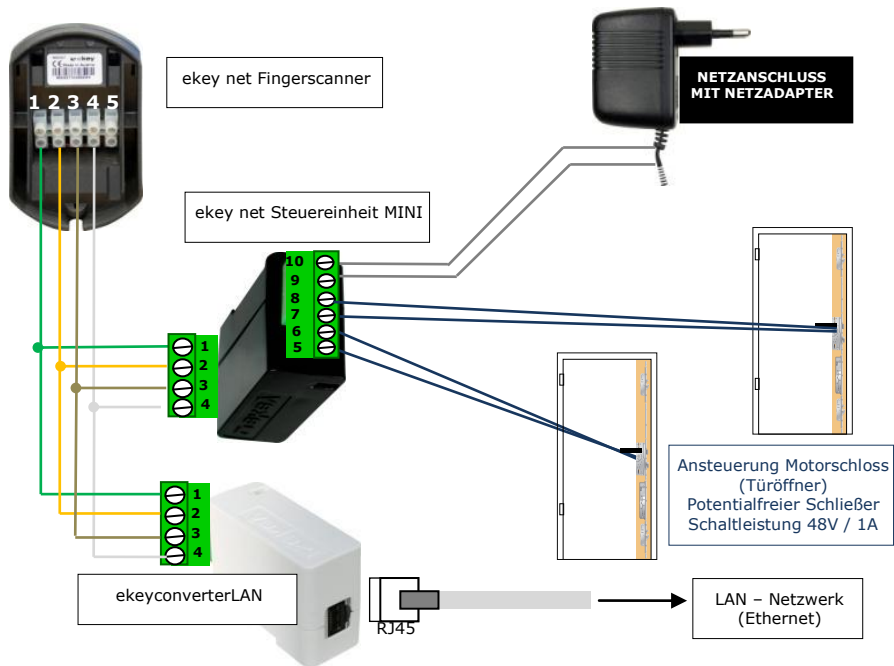 ekey
1 2 3 4 5
ekey net Fingerscanner
NETZANSCHLUSS
MIT NETZADAPTER
ekey net Steuereinheit MINI
10
9
8
7
6
5
1
2
3
4
Ansteuerung Motorschloss
(Türöffner)
Potentialfreier Schließer
Schaltleistung 48V / 1A
1
2
3
4
ekeyconverterLAN
RJ45
LAN – Netzwerk
(Ethernet)